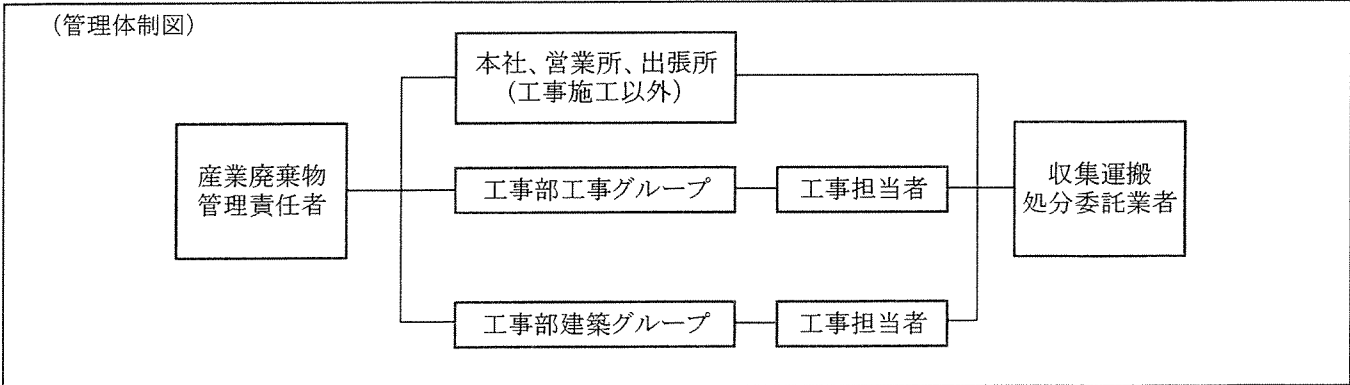 (管理体制図)
本社、営業所、出張所
(工事施工以外)
産業廃棄物
管理責任者
工事部工事グループ
工事担当者
収集運搬
処分委託業者
工事部建築グループ
工事担当者